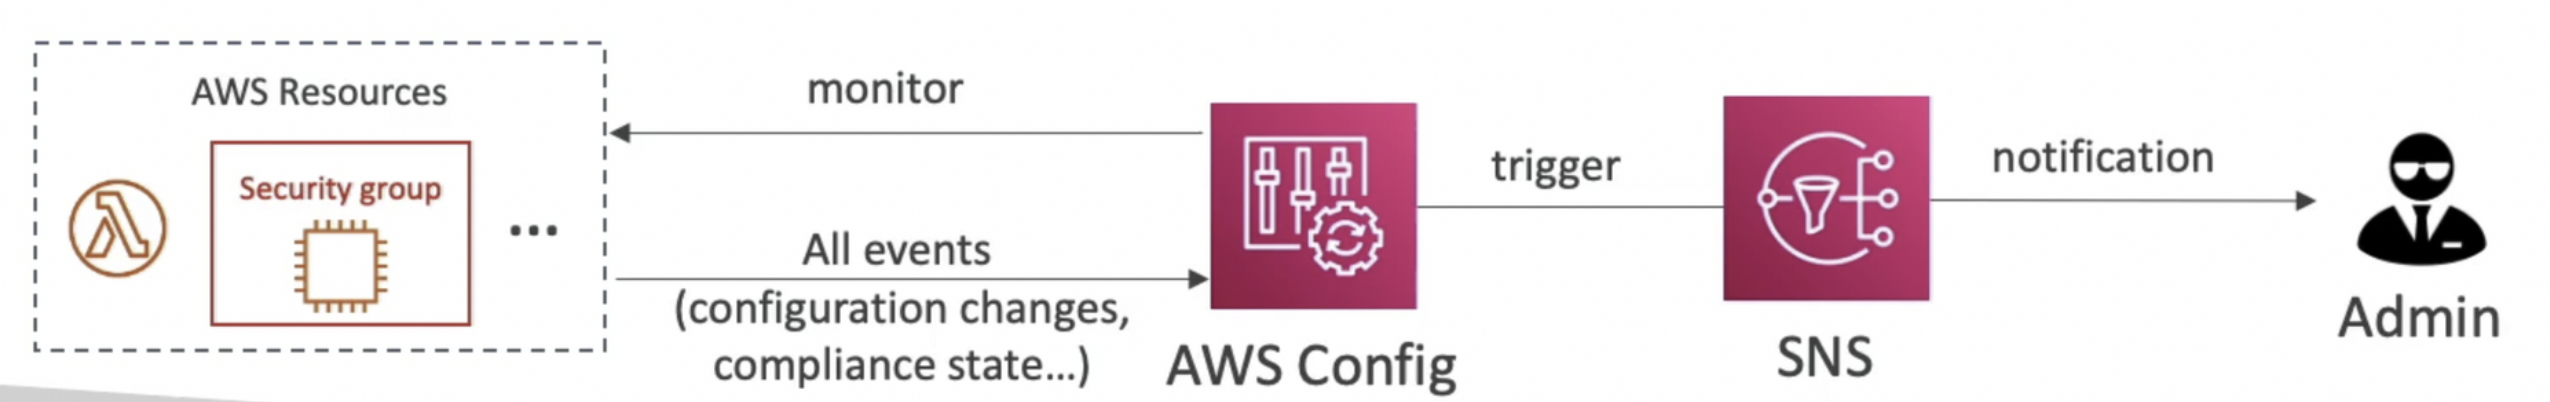 AWS Resources
Security group
...
monitor
All events
(configuration changes,
compliance state...)
AWS Config
trigger
SNS
notification
Admin